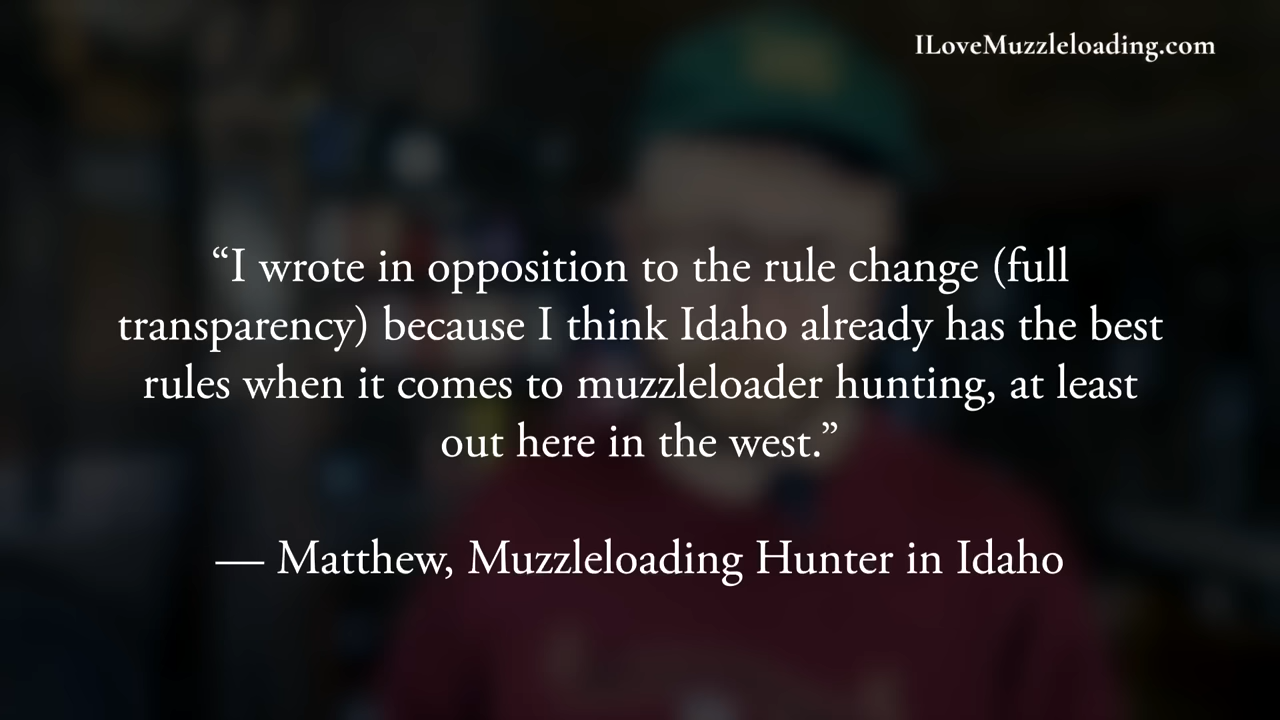 ILoveMuzzleloading.com
“I wrote in opposition to the rule change (full
transparency) because I think Idaho already has the best
rules when it comes to muzzleloader hunting, at least
out here in the west.”
— Matthew, Muzzleloading Hunter in Idaho